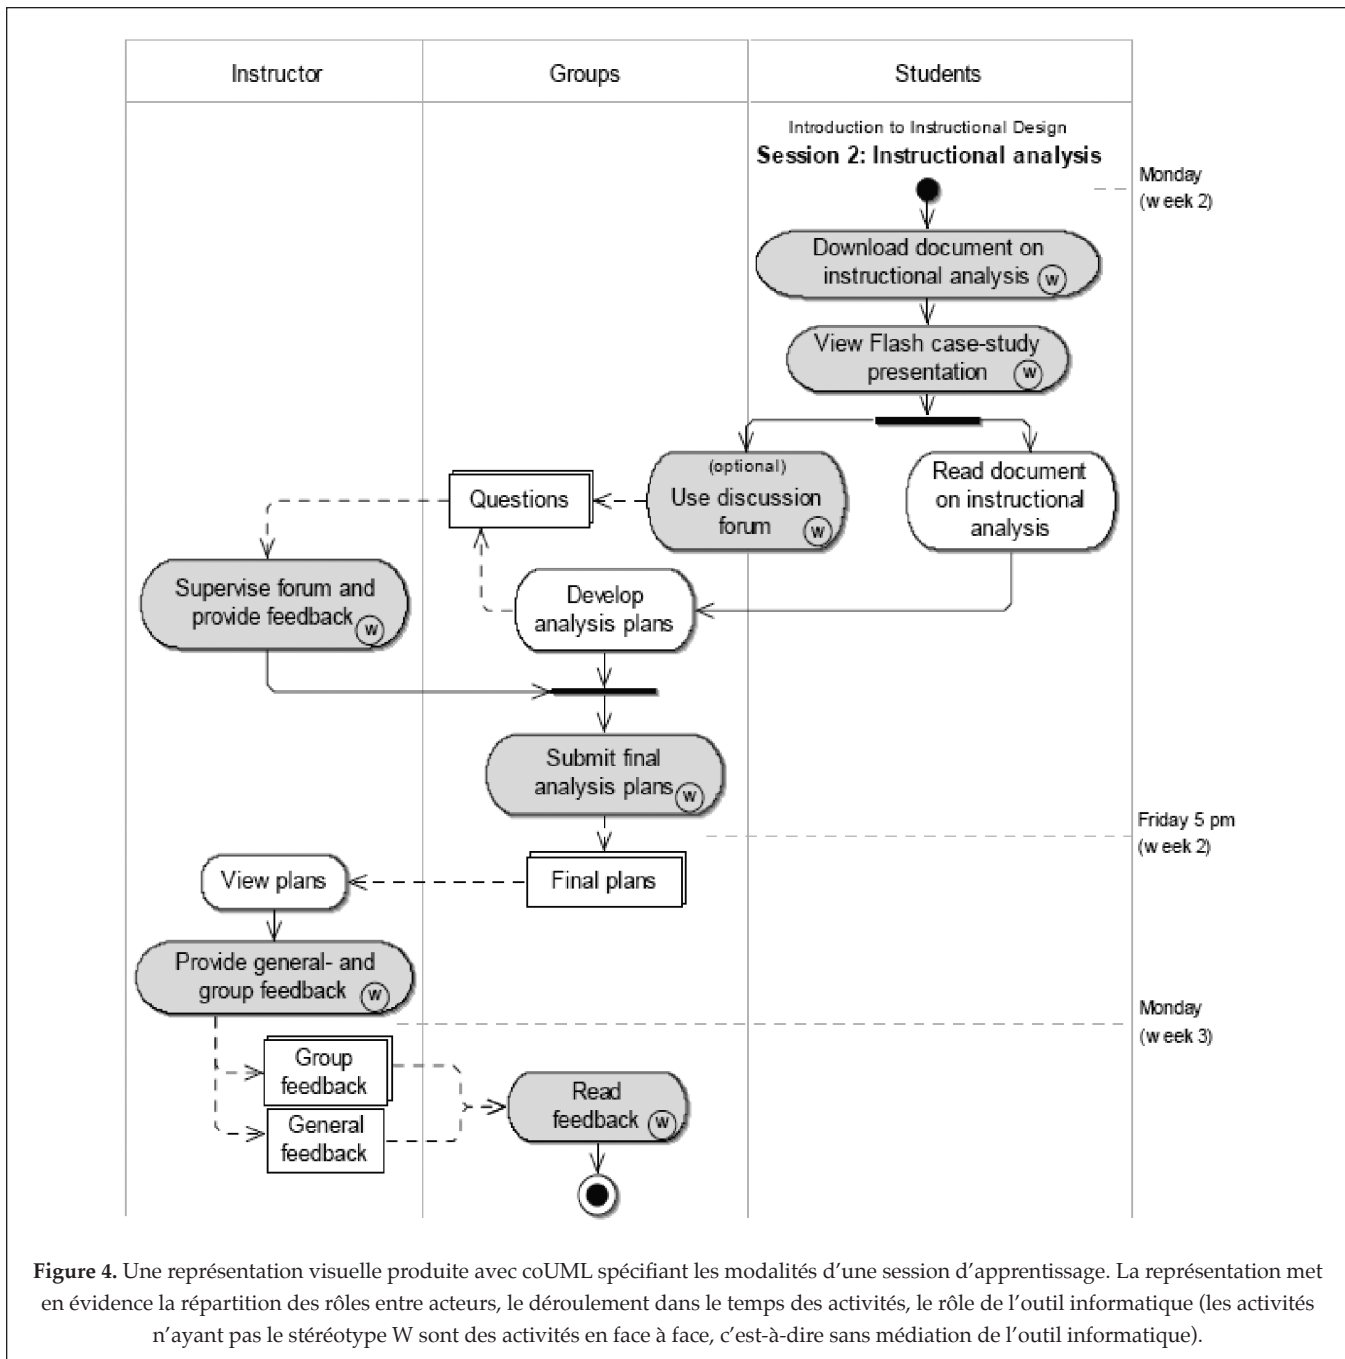 Instructor
Groups
Students
Introduction to Instructional Design
Session 2: Instructional analysis
Monday
(week 2)
Download document on
instructional analysis
W
View Flash case-study
presentation
W
(optional)
Use discussion
forum
W
Read document
on instructional
analysis
Questions
Supervise forum and
provide feedback
W
Develop
analysis plans
Submit final
analysis plans
W
Friday 5 pm
(week 2)
View plans
Final plans
Provide general- and
group feedback
W
Monday
(week 3)
Group
feedback
General
feedback
Read
feedback
W
Figure 4. Une représentation visuelle produite avec coUML spécifiant les modalités d'une session d'apprentissage. La représentation met
en évidence la répartition des rôles entre acteurs, le déroulement dans le temps des activités, le rôle de l'outil informatique (les activités
n'ayant pas le stéréotype W sont des activités en face à face, c'est-à-dire sans médiation de l'outil informatique).